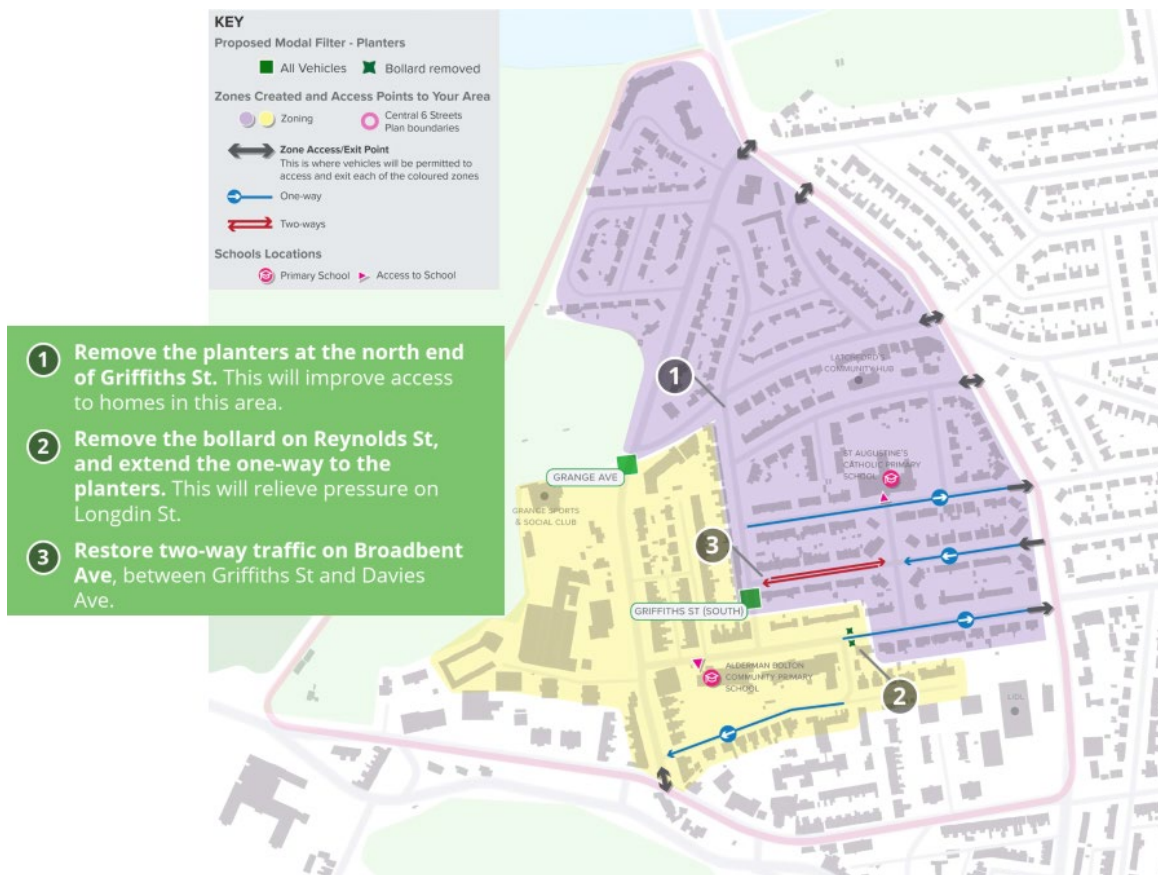 KEY
Proposed Modal Filter - Planters
All Vehicles
Bollard removed
Zones Created and Access Points to Your Area
Zoning
Central 6 Streets
Plan boundaries
Zone Access/Exit Point
This is where vehicles will be permitted to
access and exit each of the coloured zones
One-way
Two-ways
Schools Locations
Primary School
Access to School
1 Remove the planters at the north end
of Griffiths St. This will improve access
to homes in this area.
2 Remove the bollard on Reynolds St,
and extend the one-way to the
planters. This will relieve pressure on
Longdin St.
3 Restore two-way traffic on Broadbent
Ave, between Griffiths St and Davies
Ave.
LATCHFORD'S
COMMUNITY HUB
1
ST AUGUSTINE'S
CATHOLIC PRIMARY
SCHOOL
GRANGE AVE
GRANGE SPORTS
& SOCIAL CLUB
3
GRIFFITHS ST (SOUTH)
ALDERMAN BOLTON
COMMUNITY PRIMARY
SCHOOL
2
LIDL